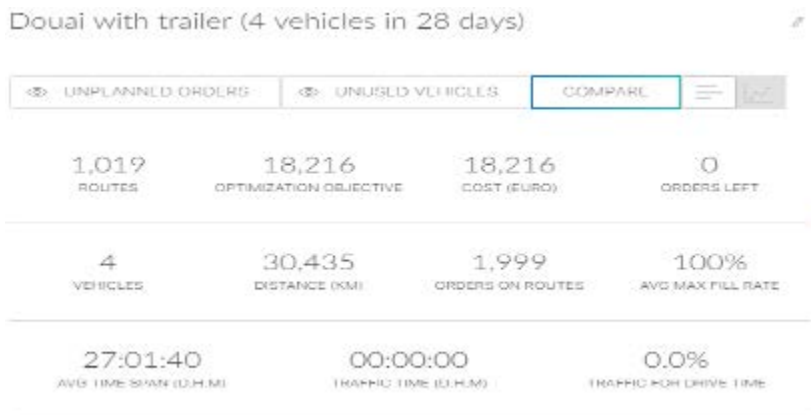 Douai with trailer (4 vehicles in 28 days)
UNPLANNED ORDERS UNUSED VEHICLES COMPARE
1,019 18,216 18,216 0
ROUTES OPTIMIZATION OBJECTIVE COST (EURO) ORDERS LEFT
4 30,435 1,999 100%
VEHICLES DISTANCE (KM) ORDERS ON ROUTES AVG MAX FILL RATE
27:01:40 00:00:00 0.0%
AVG TIME SPAN (D.H.M) TRAFFIC TIME (D.H.M) TRAFFIC FOR DRIVE TIME